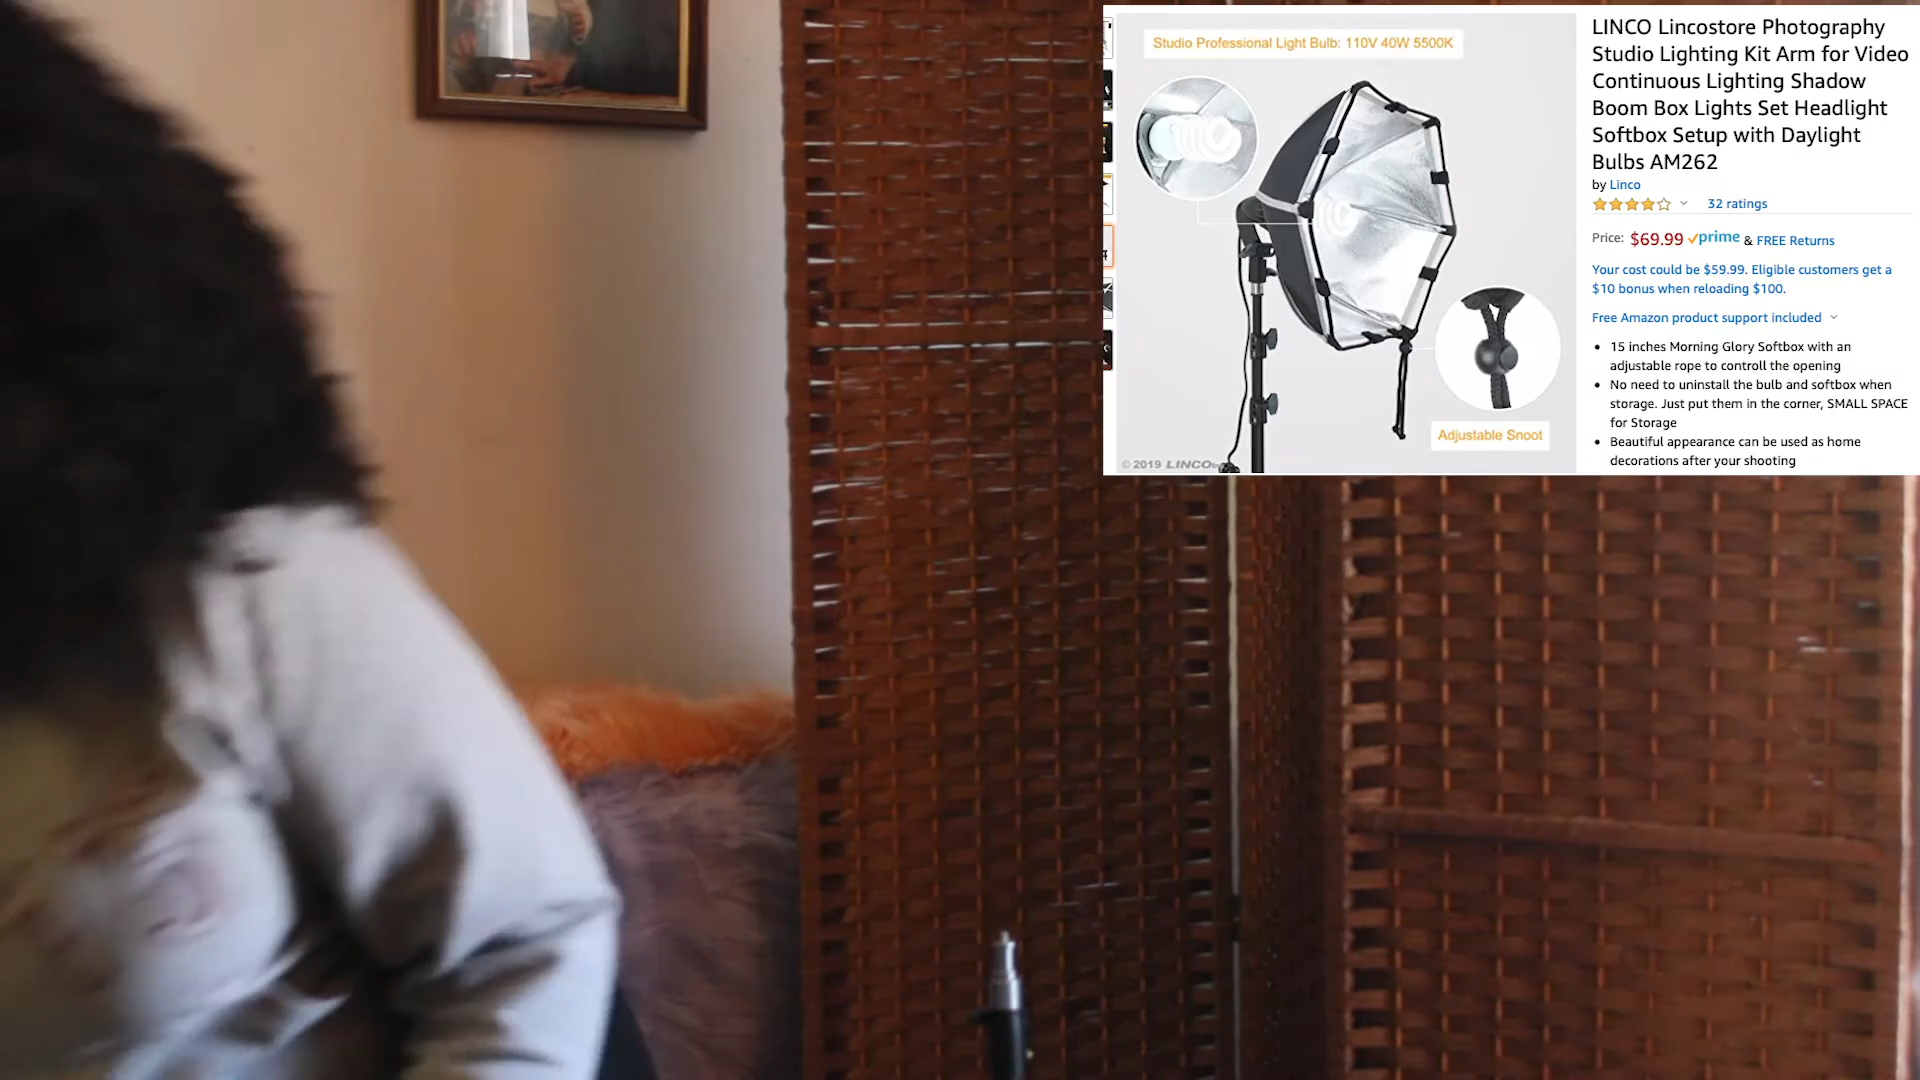 Studio Professional Light Bulb: 110V 40W 5500K
Adjustable Snoot
© 2019 LINCO
LINCO Lincostore Photography
Studio Lighting Kit Arm for Video
Continuous Lighting Shadow
Boom Box Lights Set Headlight
Softbox Setup with Daylight
Bulbs AM262
by Linco
32 ratings
Price: $69.99 prime & FREE Returns
Your cost could be $59.99. Eligible customers get a
$10 bonus when reloading $100.
Free Amazon product support included
• 15 inches Morning Glory Softbox with an
adjustable rope to controll the opening
• No need to uninstall the bulb and softbox when
storage. Just put them in the corner, SMALL SPACE
for Storage
• Beautiful appearance can be used as home
decorations after your shooting